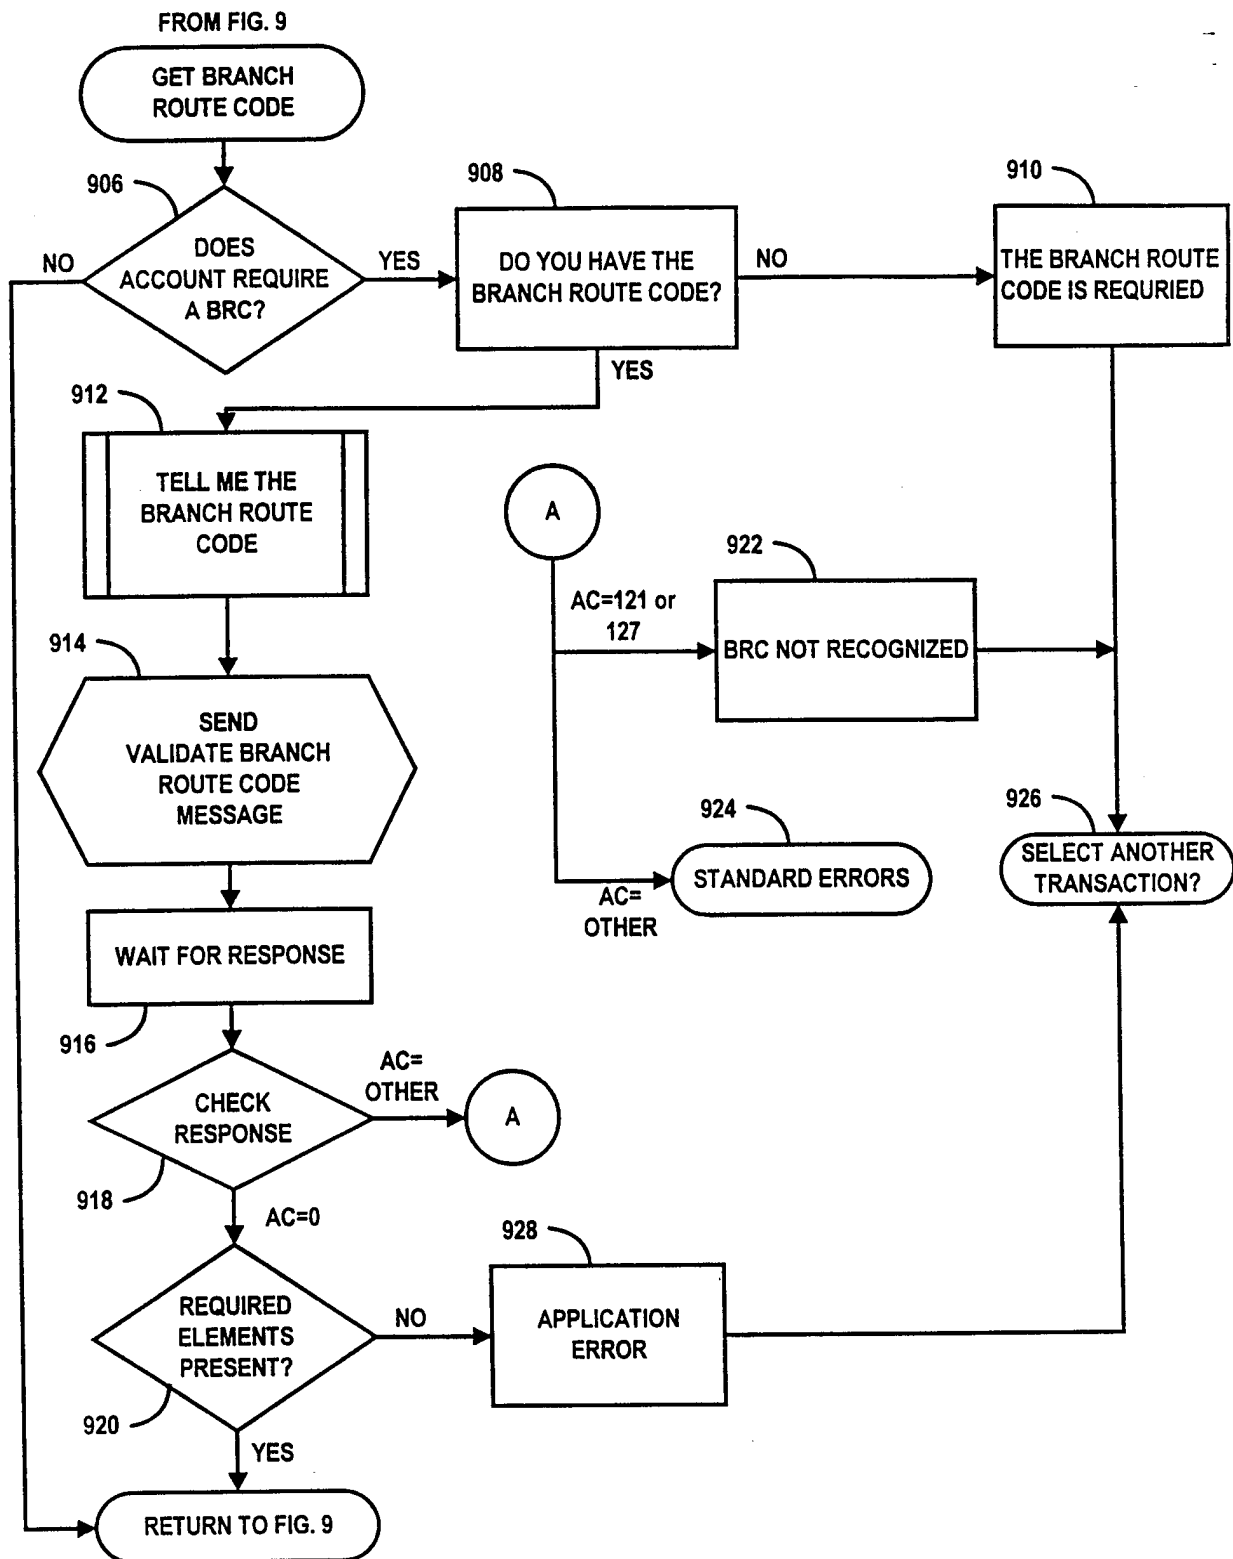 FROM FIG. 9
GET BRANCH
ROUTE CODE
906
DOES
ACCOUNT REQUIRE
A BRC?
NO
YES
908
DO YOU HAVE THE
BRANCH ROUTE CODE?
NO
YES
910
THE BRANCH ROUTE
CODE IS REQURIED
912
TELL ME THE
BRANCH ROUTE
CODE
A
AC=121 or
127
922
BRC NOT RECOGNIZED
914
SEND
VALIDATE BRANCH
ROUTE CODE
MESSAGE
924
STANDARD ERRORS
AC=
OTHER
926
SELECT ANOTHER
TRANSACTION?
WAIT FOR RESPONSE
916
CHECK
RESPONSE
AC=
OTHER
A
918
AC=0
REQUIRED
ELEMENTS
PRESENT?
NO
928
APPLICATION
ERROR
920
YES
RETURN TO FIG. 9